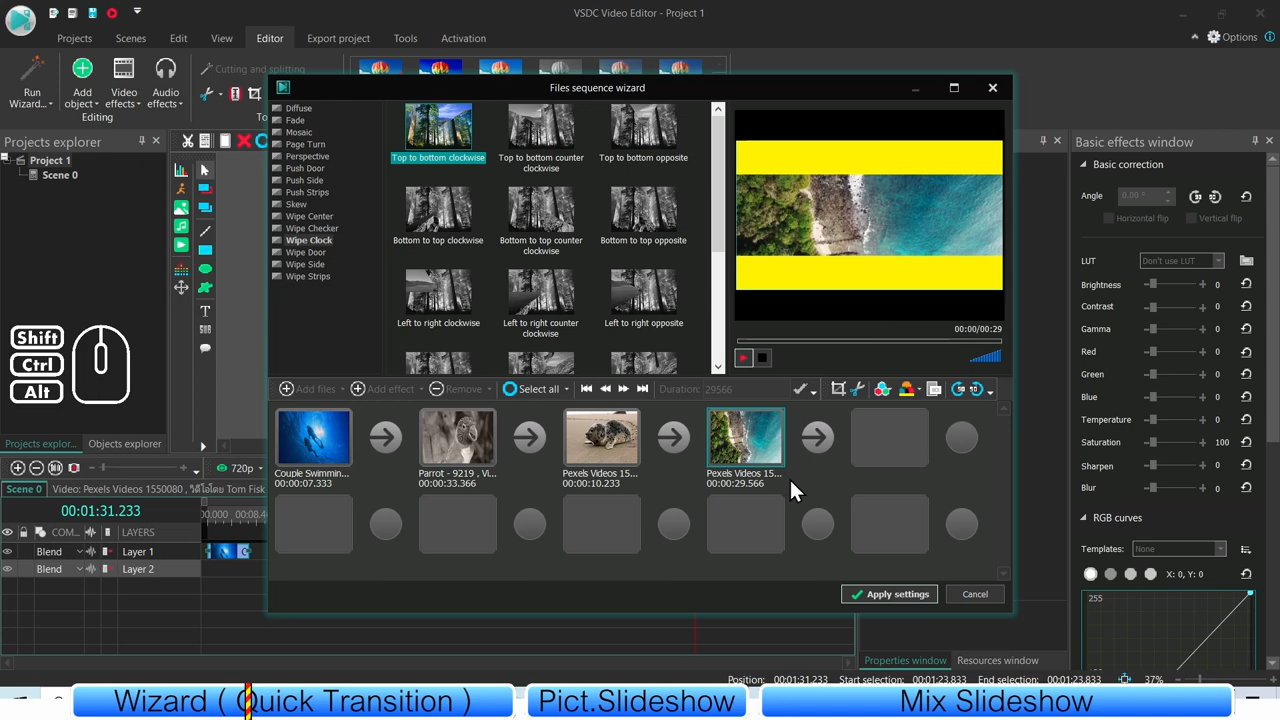 VSDC Video Editor - Project 1
Options
Projects
Scenes
Edit
View
Editor
Export project
Tools
Activation
Run
Wizard...
Add
object
Video
effects
Audio
effects
Cutting and splitting
Editing
Projects explorer
Project 1
Scene 0
Files sequence wizard
Diffuse
Fade
Mosaic
Page Turn
Perspective
Push Door
Push Side
Push Strips
Skew
Wipe Center
Wipe Checker
Wipe Clock
Wipe Door
Wipe Side
Wipe Strips
Top to bottom clockwise
Top to bottom counter
clockwise
Top to bottom opposite
Bottom to top clockwise
Bottom to top counter
clockwise
Bottom to top opposite
Left to right clockwise
Left to right counter
clockwise
Left to right opposite
00:00/00:29
Add files
Add effect
Remove
Select all
Duration: 29566
Couple Swimmin...
00:00:07.333
Parrot - 9219 , Vi...
00:00:33.366
Pexels Videos 15...
00:00:10.233
Pexels Videos 15...
00:00:29.566
Apply settings
Cancel
Basic effects window
Basic correction
Angle
0.00 °
Horizontal flip
Vertical flip
LUT
Don't use LUT
Brightness
0
Contrast
0
Gamma
0
Red
0
Green
0
Blue
0
Temperature
0
Saturation
100
Sharpen
0
Blur
0
RGB curves
Templates:
None
X: 0, Y: 0
255
Properties window
Resources window
Shift
Ctrl
Alt
Projects explor...
Objects explorer
720p
Scene 0
Video: Pexels Videos 1550080 , วิดีโอโดย Tom Fisk
00:01:31.233
COM...
LAYERS
Blend
Layer 1
Blend
Layer 2
Position:
00:01:31.233
Start selection:
00:01:23.833
End selection:
00:01:23.833
37%
Wizard ( Quick Transition )
Pict.Slideshow
Mix Slideshow